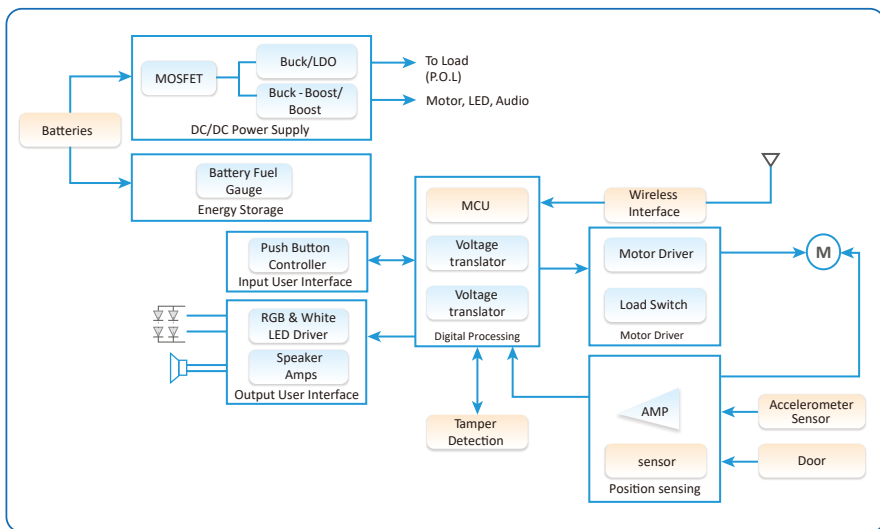 Batteries
MOSFET
Buck/LDO
Buck - Boost/
Boost
DC/DC Power Supply
To Load
(P.O.L)
Motor, LED, Audio
Battery Fuel
Gauge
Energy Storage
Push Button
Controller
Input User Interface
RGB & White
LED Driver
Speaker
Amps
Output User Interface
MCU
Voltage
translator
Voltage
translator
Digital Processing
Tamper
Detection
Wireless
Interface
Motor Driver
Load Switch
Motor Driver
M
AMP
sensor
Position sensing
Accelerometer
Sensor
Door